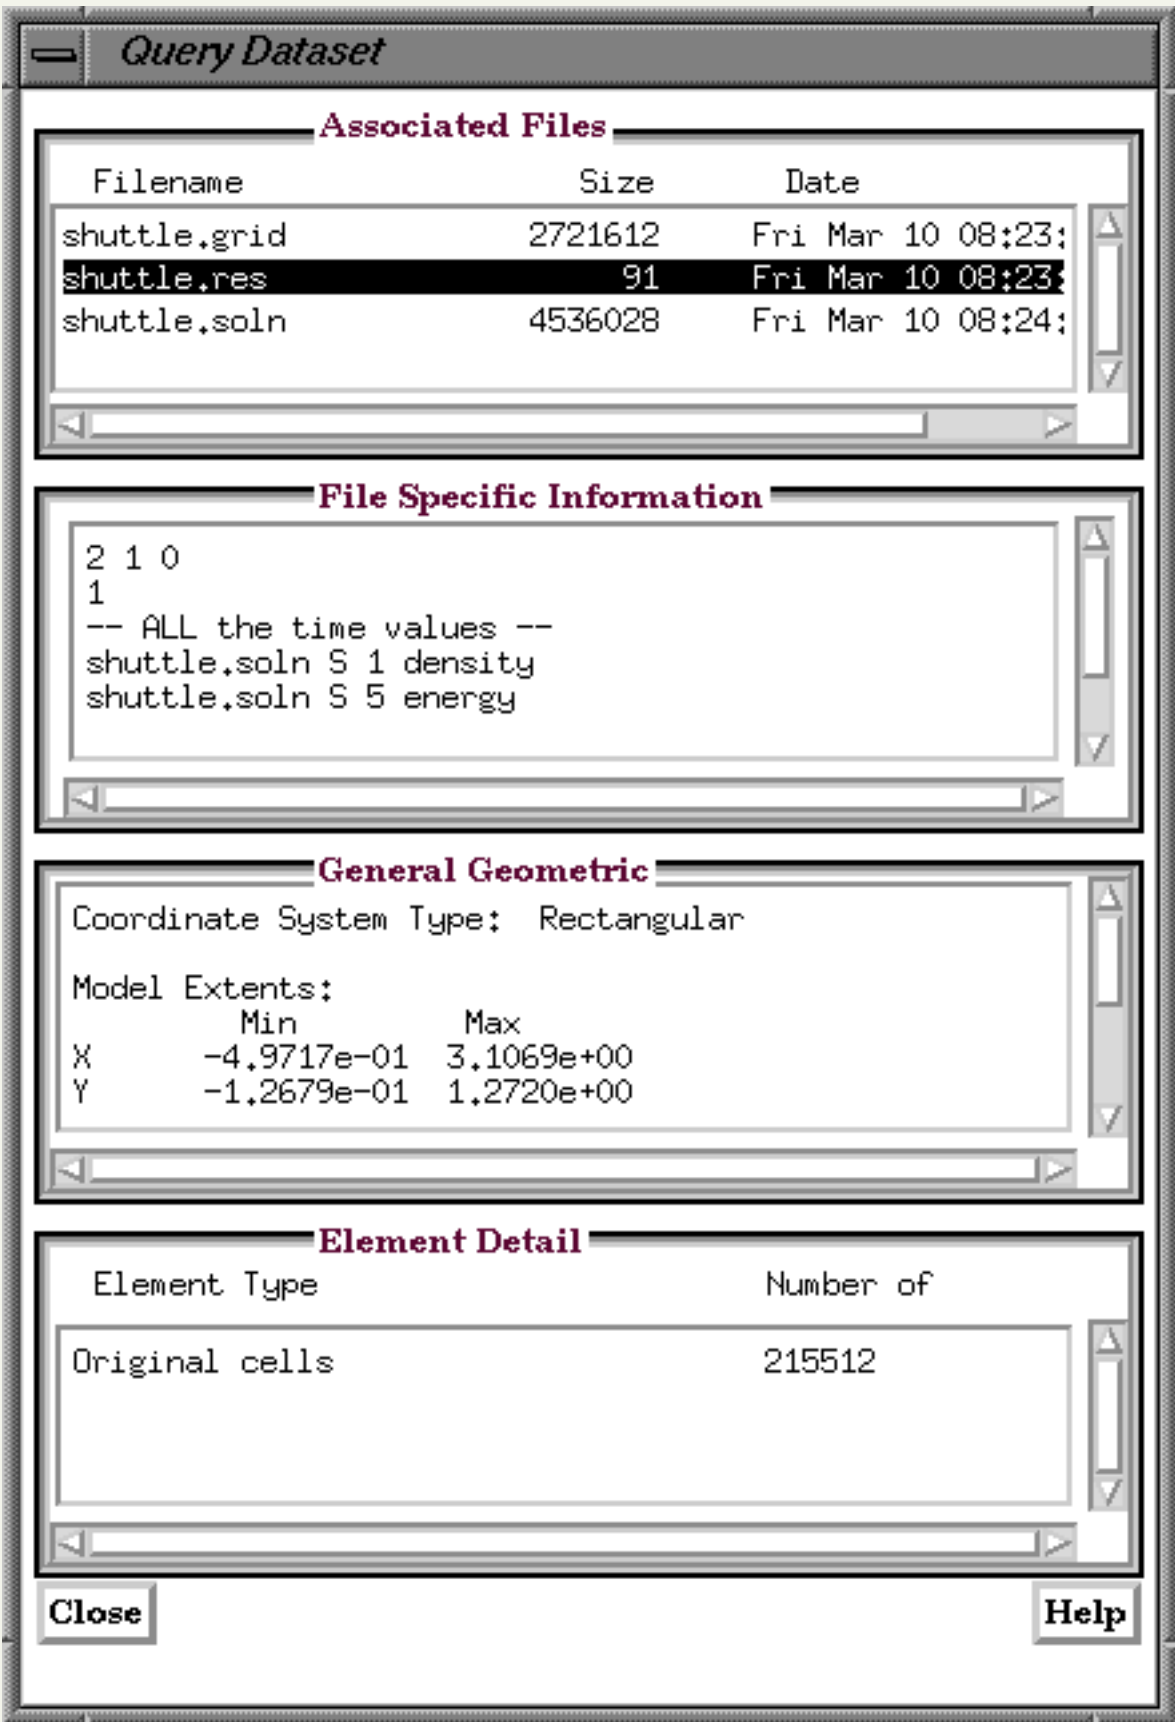 Query Dataset
Associated Files
Filename Size Date
shuttle.grid 2721612 Fri Mar 10 08:23:
shuttle.res 91 Fri Mar 10 08:23:
shuttle.soln 4536028 Fri Mar 10 08:24:
File Specific Information
2 1 0
1
-- ALL the time values --
shuttle.soln S 1 density
shuttle.soln S 5 energy
General Geometric
Coordinate System Type: Rectangular
Model Extents:
Min Max
X -4.9717e-01 3.1069e+00
Y -1.2679e-01 1.2720e+00
Element Detail
Element Type Number of
Original cells 215512
Close Help